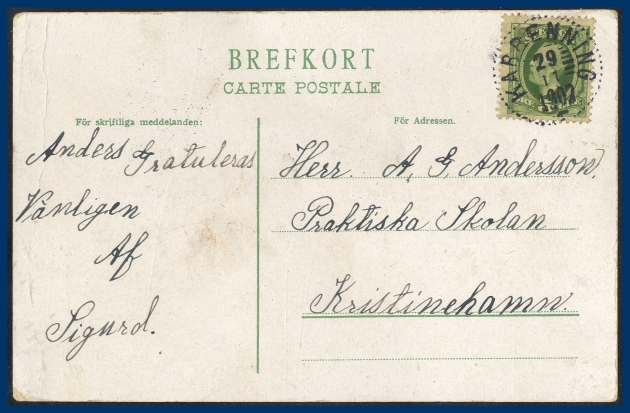 BREFKORT
CARTE POSTALE
För skriftliga meddelanden:
För Adressen.
Anders Gratuleras
Vänligen
Af
Sigurd.
Herr. A. G. Andersson.
Praktiska Skolan
Kristinehamn.
29
11
1902